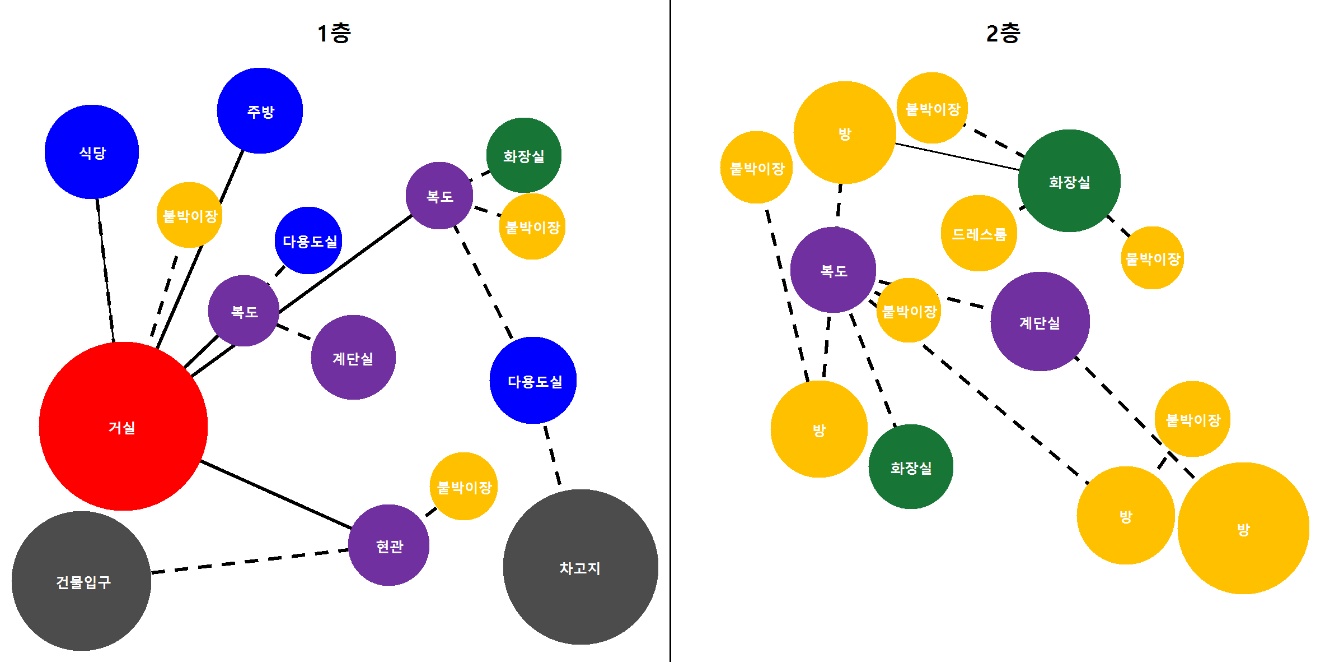 1층
주방
식당
화장실
복도
붙박이장
붙박이장
다용도실
복도
계단실
다용도실
거실
붙박이장
현관
차고지
건물입구
2층
붙박이장
방
붙박이장
화장실
드레스룸
붙박이장
복도
붙박이장
계단실
붙박이장
방
화장실
방
방